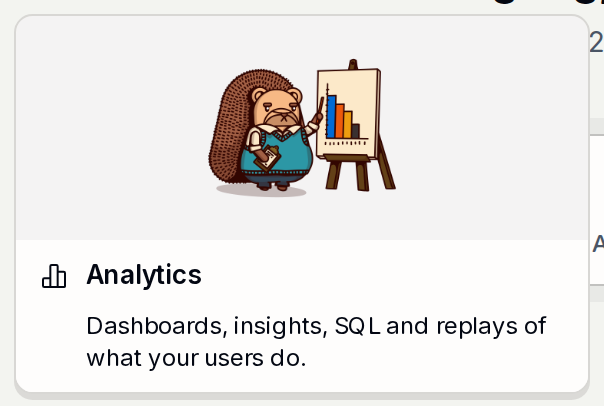 Analytics
Dashboards, insights, SQL and replays of
what your users do.